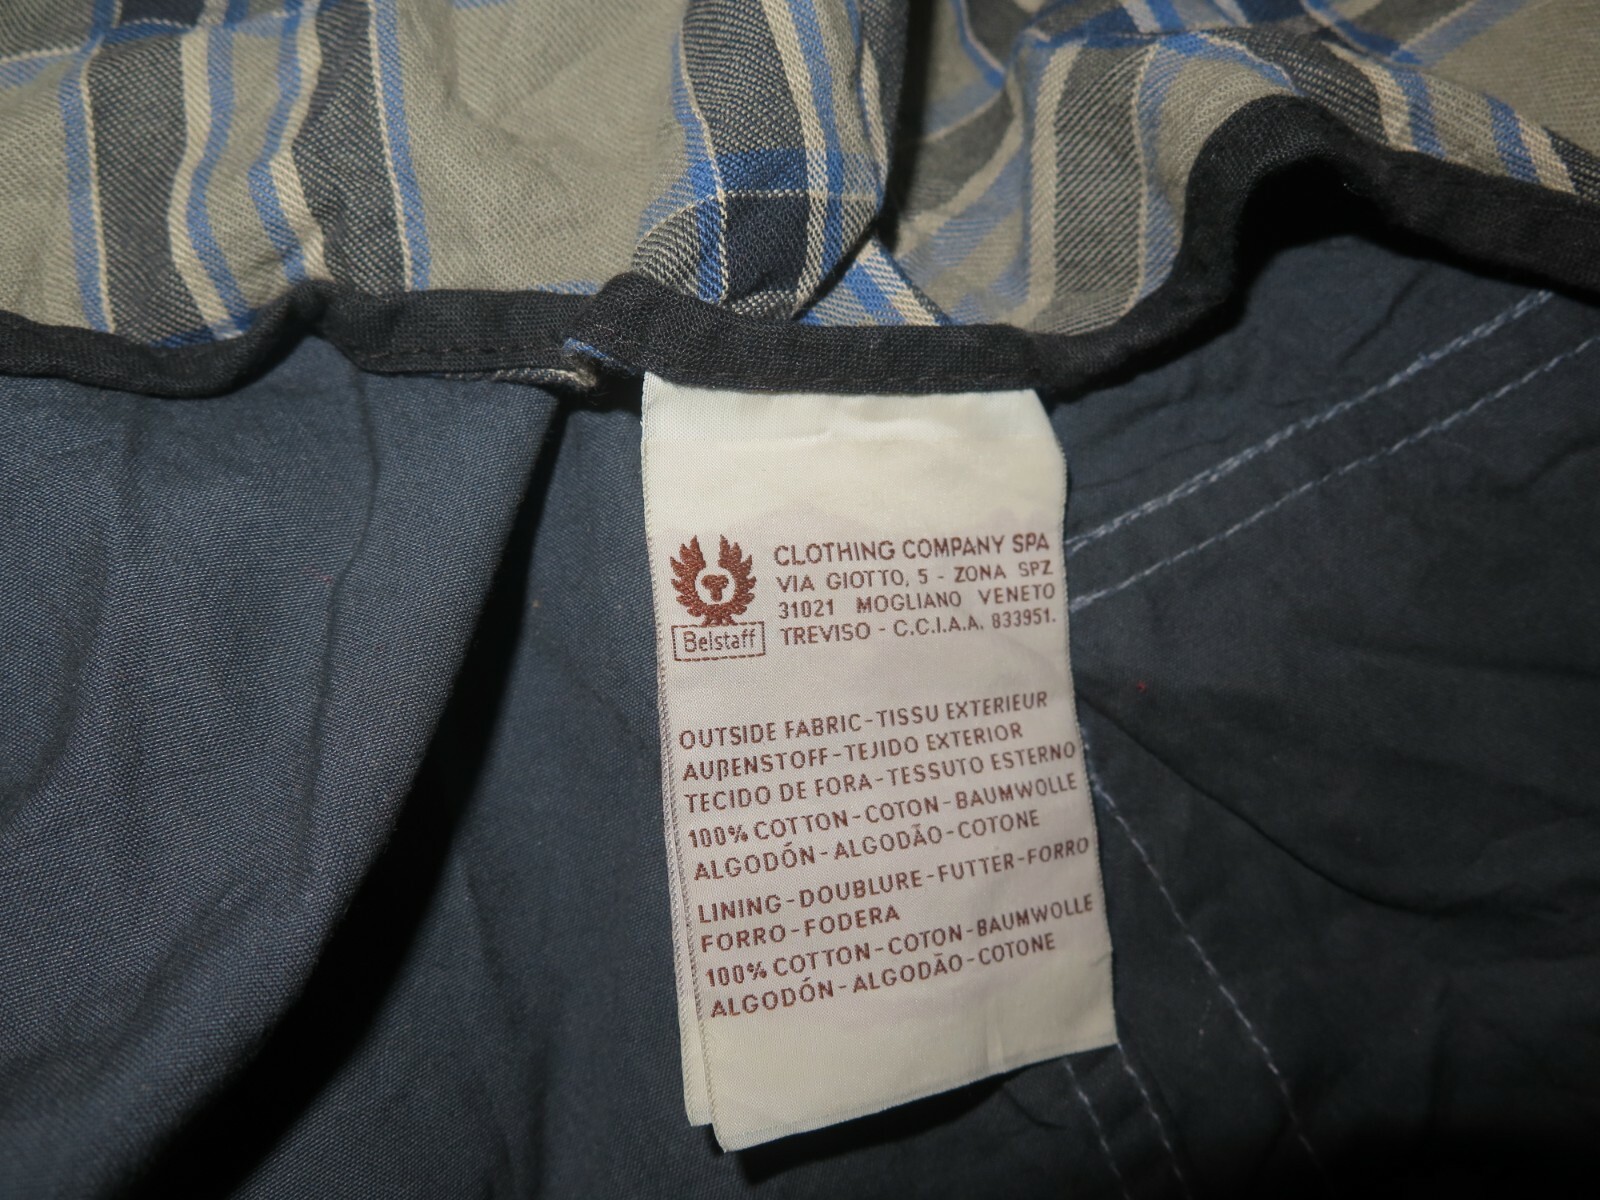 CLOTHING COMPANY SPA
VIA GIOTTO, 5 - ZONA SPZ
31021 MOGLIANO VENETO
TREVISO - C.C.I.A.A. 833951.
Belstaff
OUTSIDE FABRIC-TISSU EXTERIEUR
AUßENSTOFF-TEJIDO EXTERIOR
TECIDO DE FORA-TESSUTO ESTERNO
100% COTTON-COTON-BAUMWOLLE
ALGODÓN-ALGODÃO-COTONE
LINING-DOUBLURE-FUTTER-FORRO
FORRO-FODERA
100% COTTON-COTON-BAUMWOLLE
ALGODÓN-ALGODÃO-COTONE